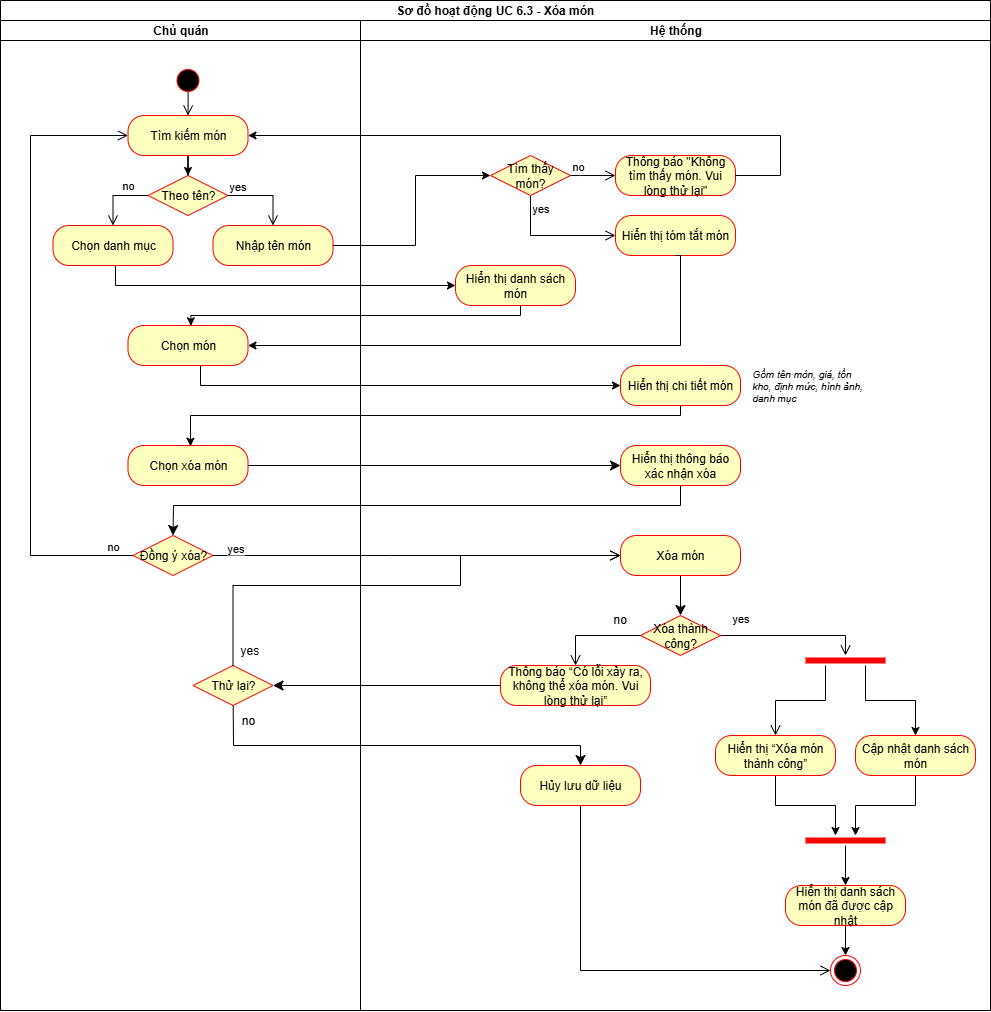 Sơ đồ hoạt động UC 6.3 - Xóa món
Chủ quán
Hệ thống
Tìm kiếm món
Theo tên?
no
yes
Chọn danh mục
Nhập tên món
Tìm thấy
món?
no
yes
Thông báo "Không
tìm thấy món. Vui
lòng thử lại"
Hiển thị tóm tắt món
Hiển thị danh sách
món
Chọn món
Hiển thị chi tiết món
Gồm tên món, giá, tồn
kho, định mức, hình ảnh,
danh mục
Chọn xóa món
Hiển thị thông báo
xác nhận xóa
Đồng ý xóa?
no
yes
Xóa món
Xóa thành
công?
no
yes
Thông báo “Có lỗi xảy ra,
không thể xóa món. Vui
lòng thử lại”
Thử lại?
yes
no
Hiển thị “Xóa món
thành công”
Cập nhật danh sách
món
Hủy lưu dữ liệu
Hiển thị danh sách
món đã được cập
nhật